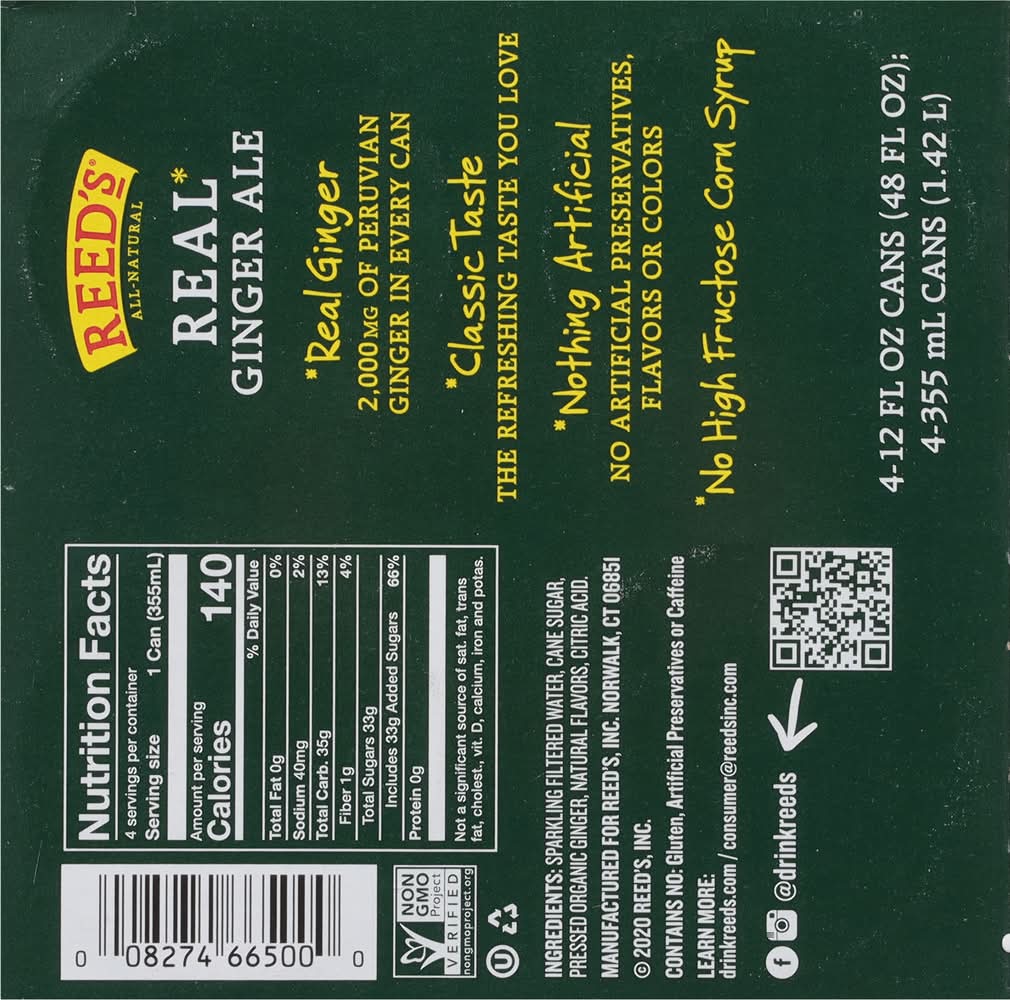 REED'S®
ALL-NATURAL
REAL*
GINGER ALE
*Real Ginger
2,000MG OF PERUVIAN
GINGER IN EVERY CAN
*Classic Taste
THE REFRESHING TASTE YOU LOVE
*Nothing Artificial
NO ARTIFICIAL PRESERVATIVES,
FLAVORS OR COLORS
*No High Fructose Corn Syrup
4-12 FL OZ CANS (48 FL OZ);
4-355 mL CANS (1.42 L)
Nutrition Facts
4 servings per container
Serving size 1 Can (355mL)
Amount per serving
Calories 140
% Daily Value
Total Fat 0g 0%
Sodium 40mg 2%
Total Carb. 35g 13%
Fiber 1g 4%
Total Sugars 33g
Includes 33g Added Sugars 66%
Protein 0g
Not a significant source of sat. fat, trans
fat, cholest., vit. D, calcium, iron and potas.
0 08274 66500 0
NON
GMO
Project
VERIFIED
nongmoproject.org
U
INGREDIENTS: SPARKLING FILTERED WATER, CANE SUGAR,
PRESSED ORGANIC GINGER, NATURAL FLAVORS, CITRIC ACID.
MANUFACTURED FOR REED'S, INC. NORWALK, CT 06851
© 2020 REED'S, INC.
CONTAINS NO: Gluten, Artificial Preservatives or Caffeine
LEARN MORE:
drinkreeds.com / consumer@reedsinc.com
f @drinkreeds